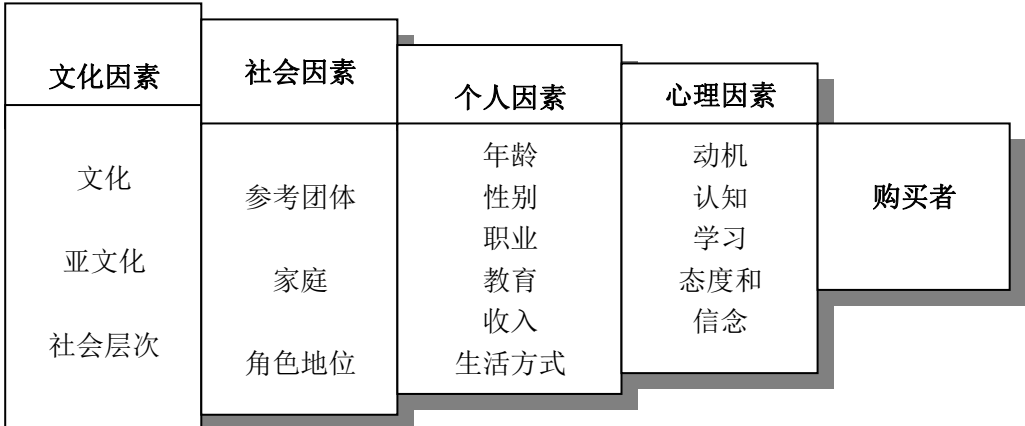 文化因素
文化
亚文化
社会层次
社会因素
参考团体
家庭
角色地位
个人因素
年龄
性别
职业
教育
收入
生活方式
心理因素
动机
认知
学习
态度和
信念
购买者